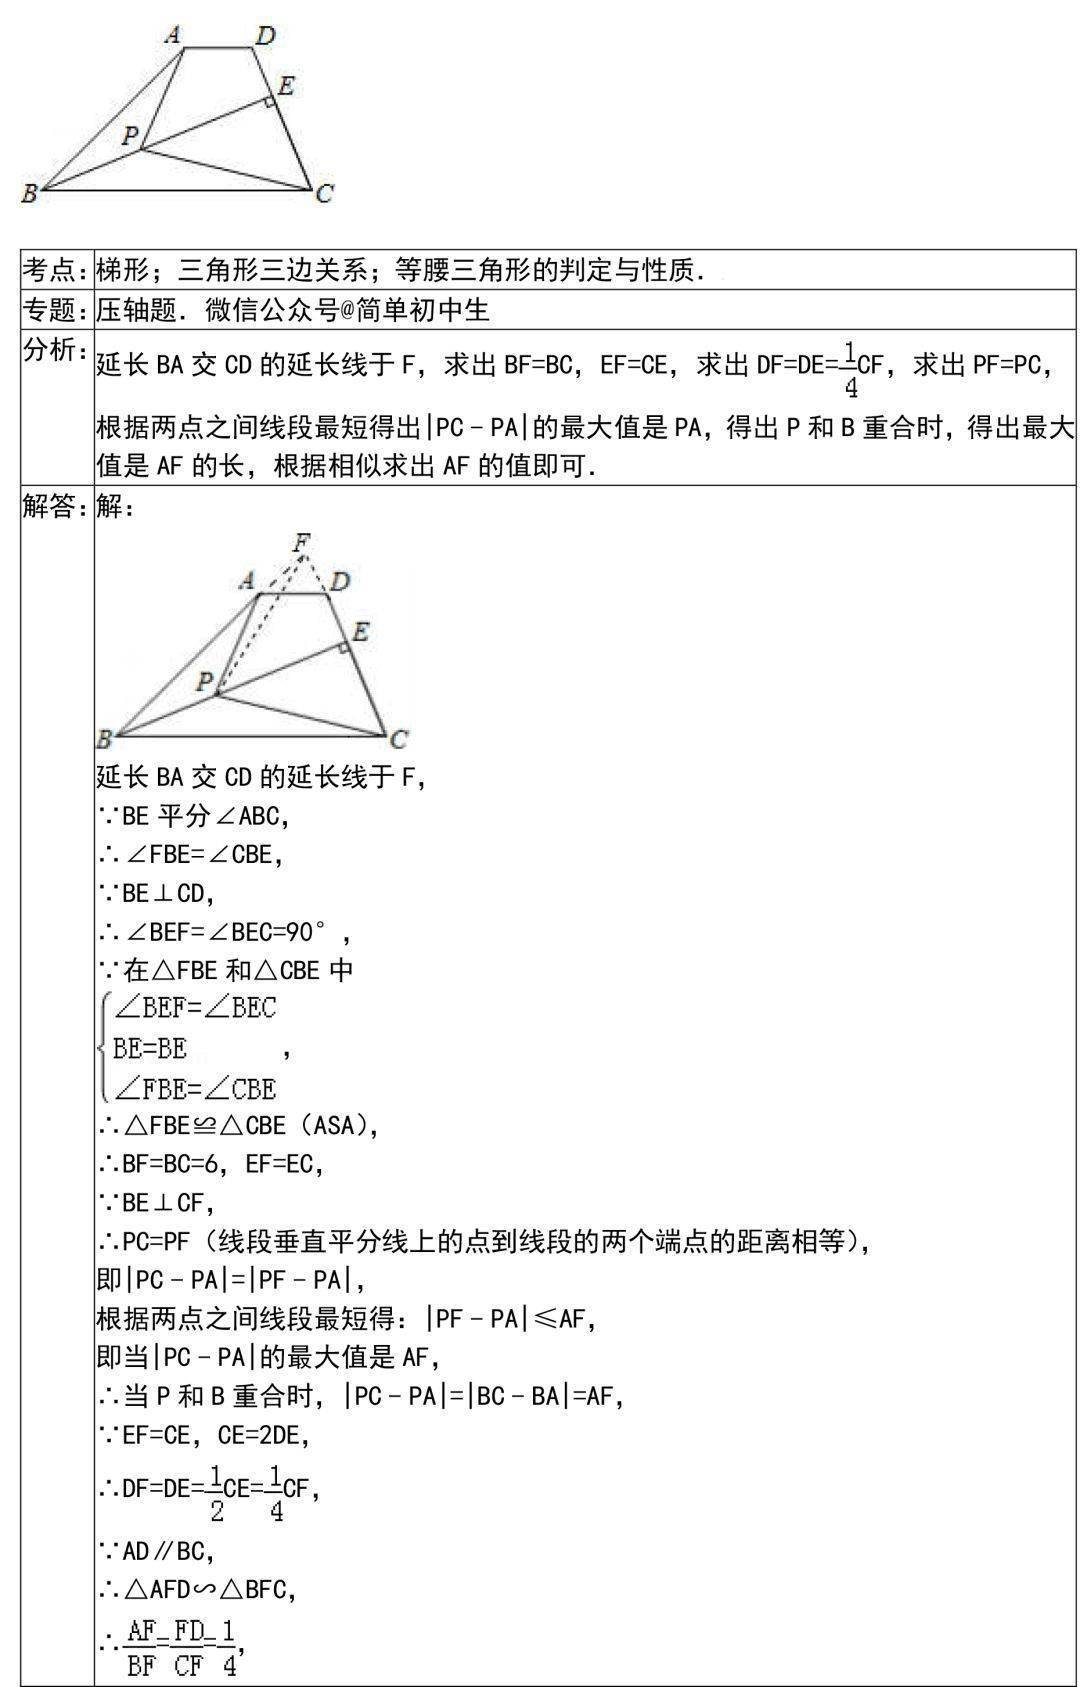 A D
E
P
B C
考点：梯形；三角形三边关系；等腰三角形的判定与性质．
专题：压轴题．微信公众号@简单初中生
分析：延长 BA 交 CD 的延长线于 F，求出 BF=BC，EF=CE，求出 DF=DE=1/4CF，求出 PF=PC，
根据两点之间线段最短得出|PC﹣PA|的最大值是 PA，得出 P 和 B 重合时，得出最大
值是 AF 的长，根据相似求出 AF 的值即可．
解答：解：
F
A D
E
P
B C
延长 BA 交 CD 的延长线于 F，
∵BE 平分∠ABC，
∴∠FBE=∠CBE，
∵BE⊥CD，
∴∠BEF=∠BEC=90°，
∵在△FBE 和△CBE 中
∠BEF=∠BEC
BE=BE ，
∠FBE=∠CBE
∴△FBE≌△CBE（ASA），
∴BF=BC=6，EF=EC，
∵BE⊥CF，
∴PC=PF（线段垂直平分线上的点到线段的两个端点的距离相等），
即|PC﹣PA|=|PF﹣PA|，
根据两点之间线段最短得：|PF﹣PA|≤AF，
即当|PC﹣PA|的最大值是 AF，
∴当 P 和 B 重合时，|PC﹣PA|=|BC﹣BA|=AF，
∵EF=CE，CE=2DE，
∴DF=DE=1/2CE=1/4CF，
∵AD∥BC，
∴△AFD∽△BFC，
∴AF/BF=FD/CF=1/4，